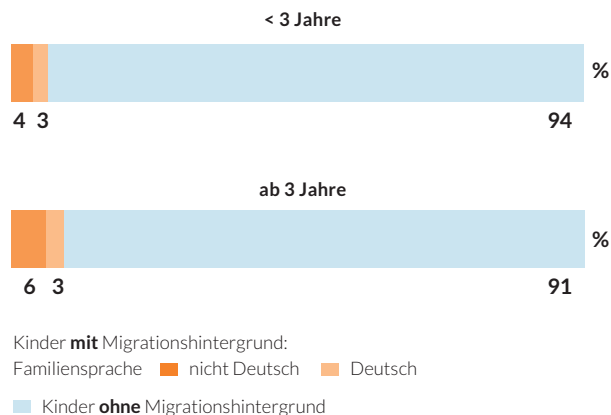 < 3 Jahre
%
4 3 94
ab 3 Jahre
%
6 3 91
Kinder mit Migrationshintergrund:
Familiensprache nicht Deutsch Deutsch
Kinder ohne Migrationshintergrund